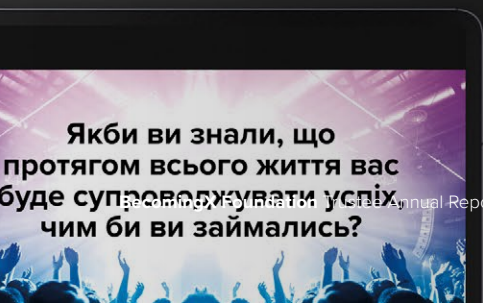 Якби ви знали, що
протягом всього життя вас
буде супроводжувати успіх,
BecomingX Foundation Trustee Annual Repo
чим би ви займались?